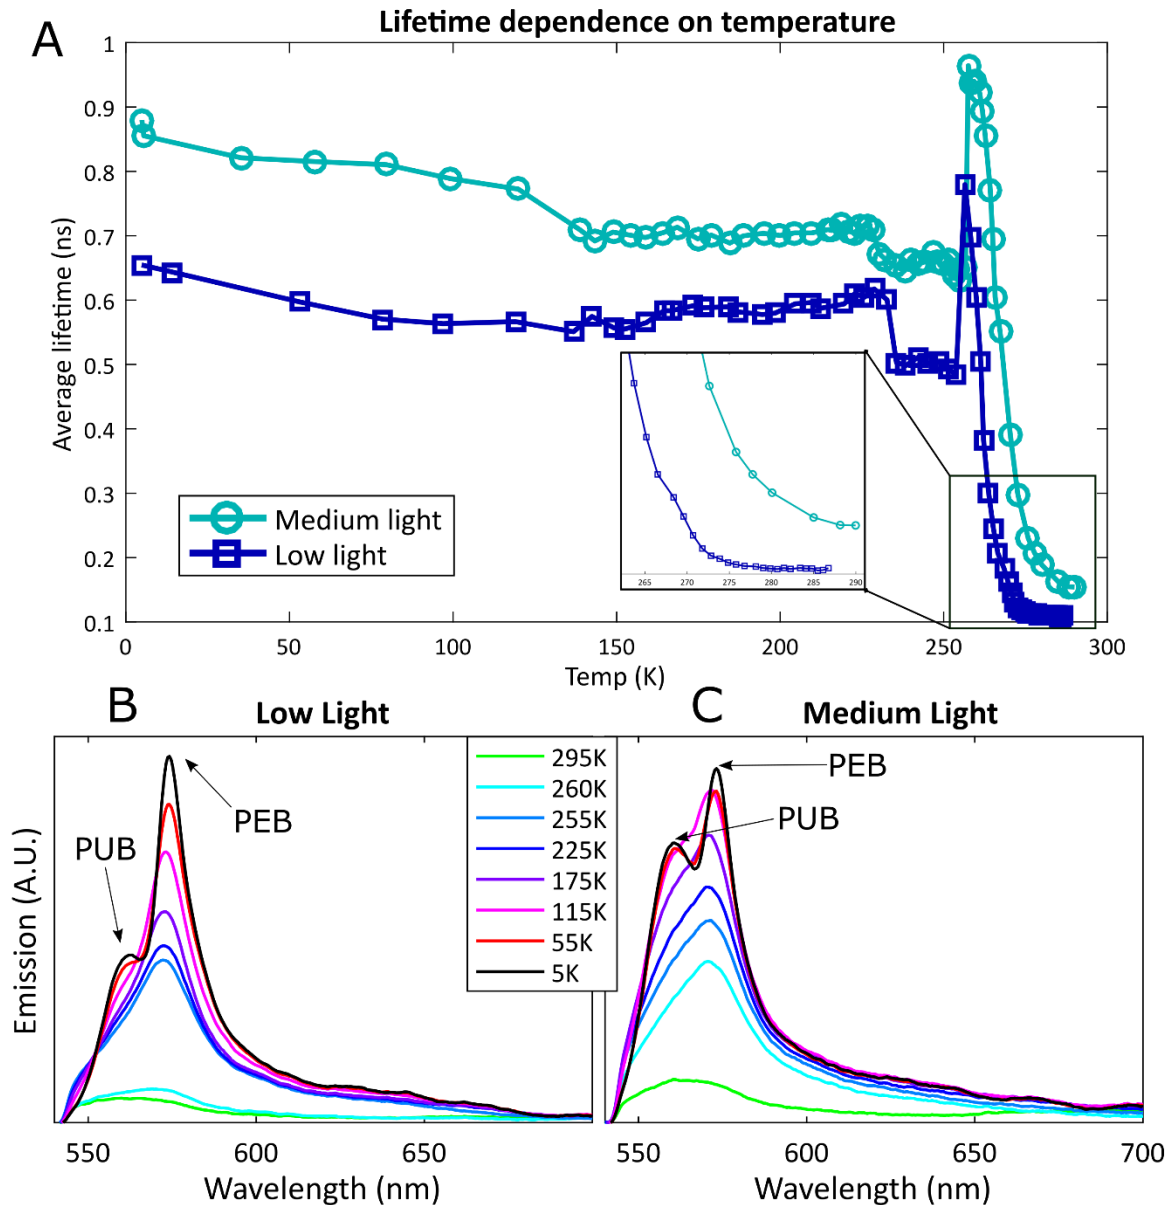 A
Lifetime dependence on temperature
Average lifetime (ns)
1
0.9
0.8
0.7
0.6
0.5
0.4
0.3
0.2
0.1
Medium light
Low light
265 270 275 280 285 290
0 50 100 150 200 250 300
Temp (K)
B
Low Light
Emission (A.U.)
PUB
PEB
550 600 650
Wavelength (nm)
295K
260K
255K
225K
175K
115K
55K
5K
C
Medium Light
PEB
PUB
550 600 650 700
Wavelength (nm)